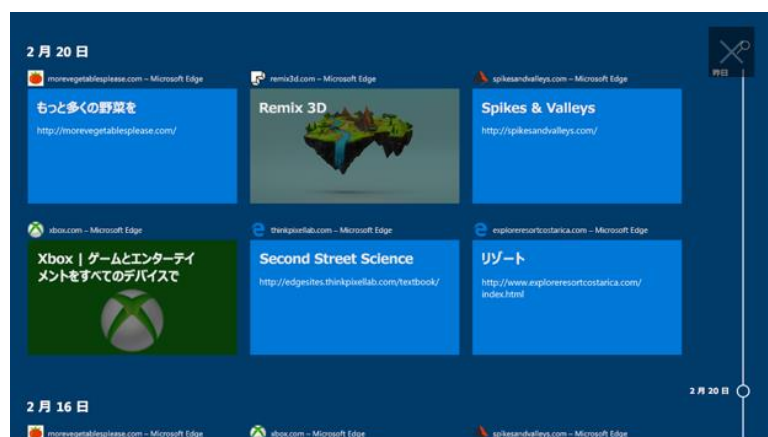 2 月 20 日
昨日
morevegetablesplease.com – Microsoft Edge
remix3d.com – Microsoft Edge
spikesandvalleys.com – Microsoft Edge
もっと多くの野菜を
http://morevegetablesplease.com/
Remix 3D
Spikes & Valleys
http://spikesandvalleys.com/
xbox.com – Microsoft Edge
thinkpixellab.com – Microsoft Edge
exploreresortcostarica.com – Microsoft Edge
Xbox | ゲームとエンターテイ
メントをすべてのデバイスで
Second Street Science
http://edgesites.thinkpixellab.com/textbook/
リゾート
http://www.exploreresortcostarica.com/
index.html
2 月 20 日
2 月 16 日
morevegetablesplease.com – Microsoft Edge
xbox.com – Microsoft Edge
spikesandvalleys.com – Microsoft Edge